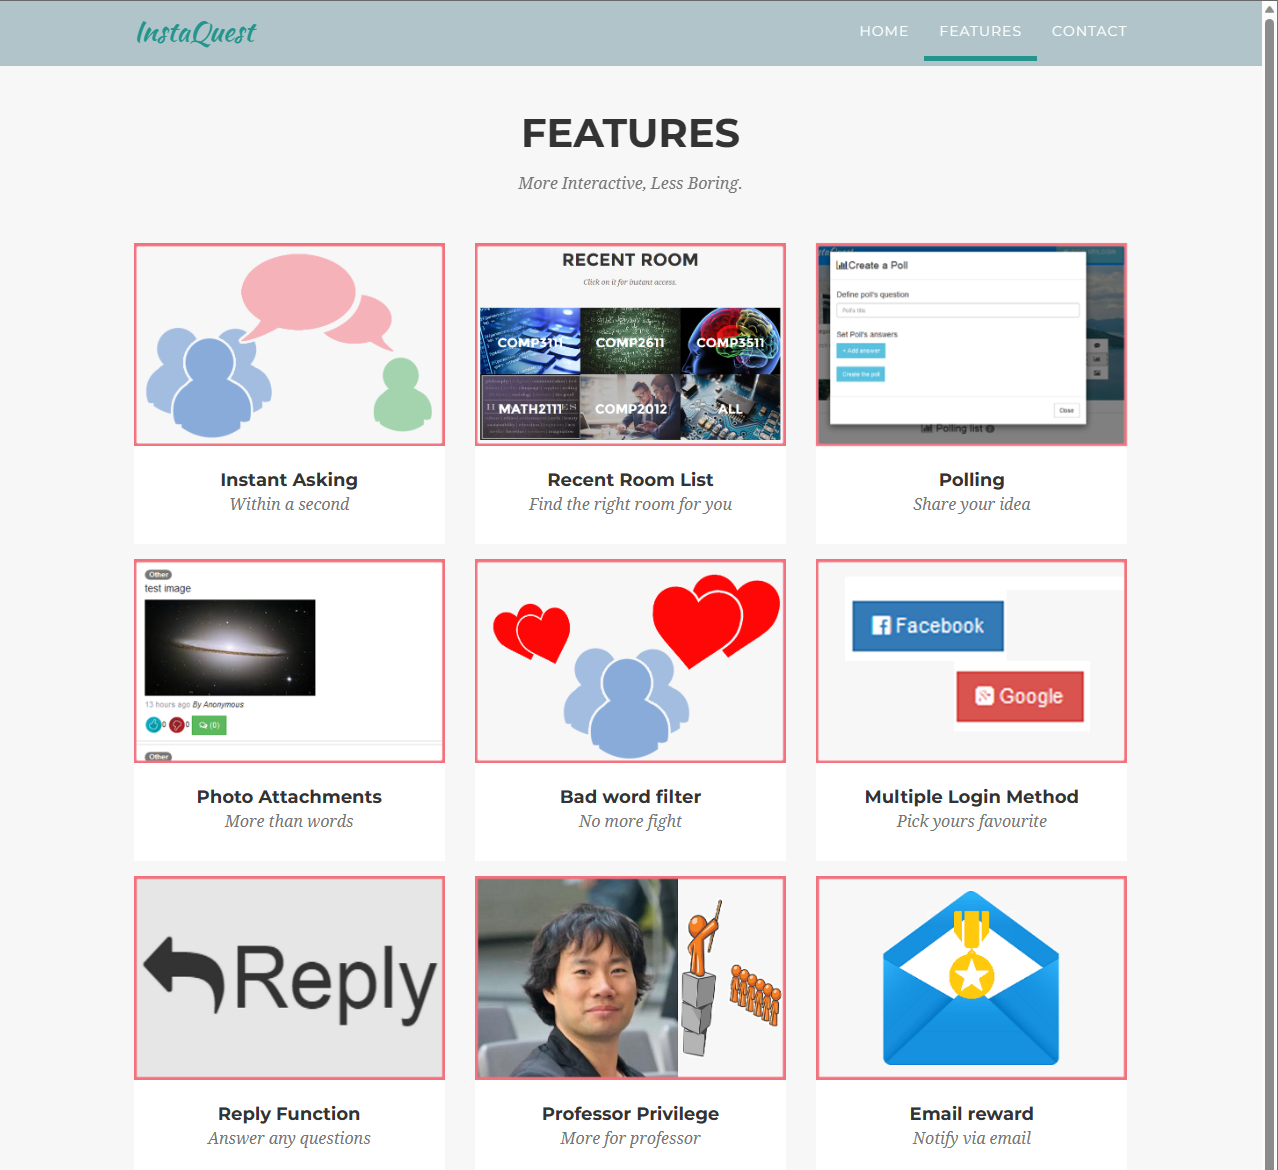 InstaQuest
HOME
FEATURES
CONTACT
FEATURES
More Interactive, Less Boring.
RECENT ROOM
Click on it for instant access.
COMP3111
COMP2611
COMP3511
MATH2111
COMP2012
ALL
Create a Poll
Define poll's question
Poll's title
Set Poll's answers
+ Add answer
Create the poll
Close
Polling list
Instant Asking
Within a second
Recent Room List
Find the right room for you
Polling
Share your idea
Other
test image
13 hours ago By Anonymous
0
0
(0)
Other
Facebook
Google
Photo Attachments
More than words
Bad word filter
No more fight
Multiple Login Method
Pick yours favourite
Reply
Reply Function
Answer any questions
Professor Privilege
More for professor
Email reward
Notify via email